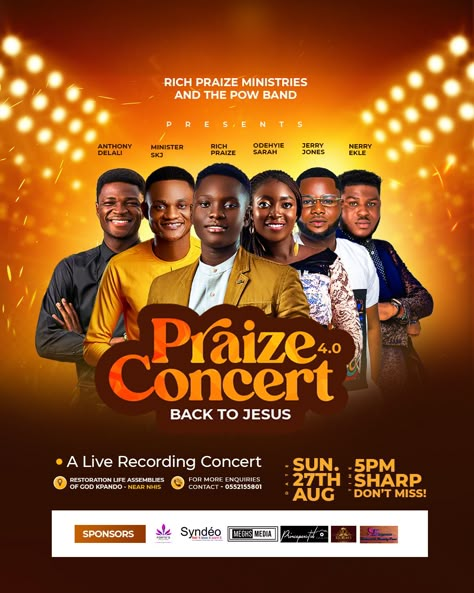 RICH PRAIZE MINISTRIES
AND THE POW BAND
PRESENTS
ANTHONY
DELALI
MINISTER
SKJ
RICH
PRAIZE
ODEHYIE
SARAH
JERRY
JONES
NERRY
EKLE
Praize 4.0
Concert
BACK TO JESUS
A Live Recording Concert
RESTORATION LIFE ASSEMBLIES
OF GOD KPANDO - NEAR NHIS
FOR MORE ENQUIRIES
CONTACT - 0552155801
SUN.
27TH
AUG
5PM
SHARP
DON'T MISS!
SPONSORS
Syndéo
MEGHS MEDIA